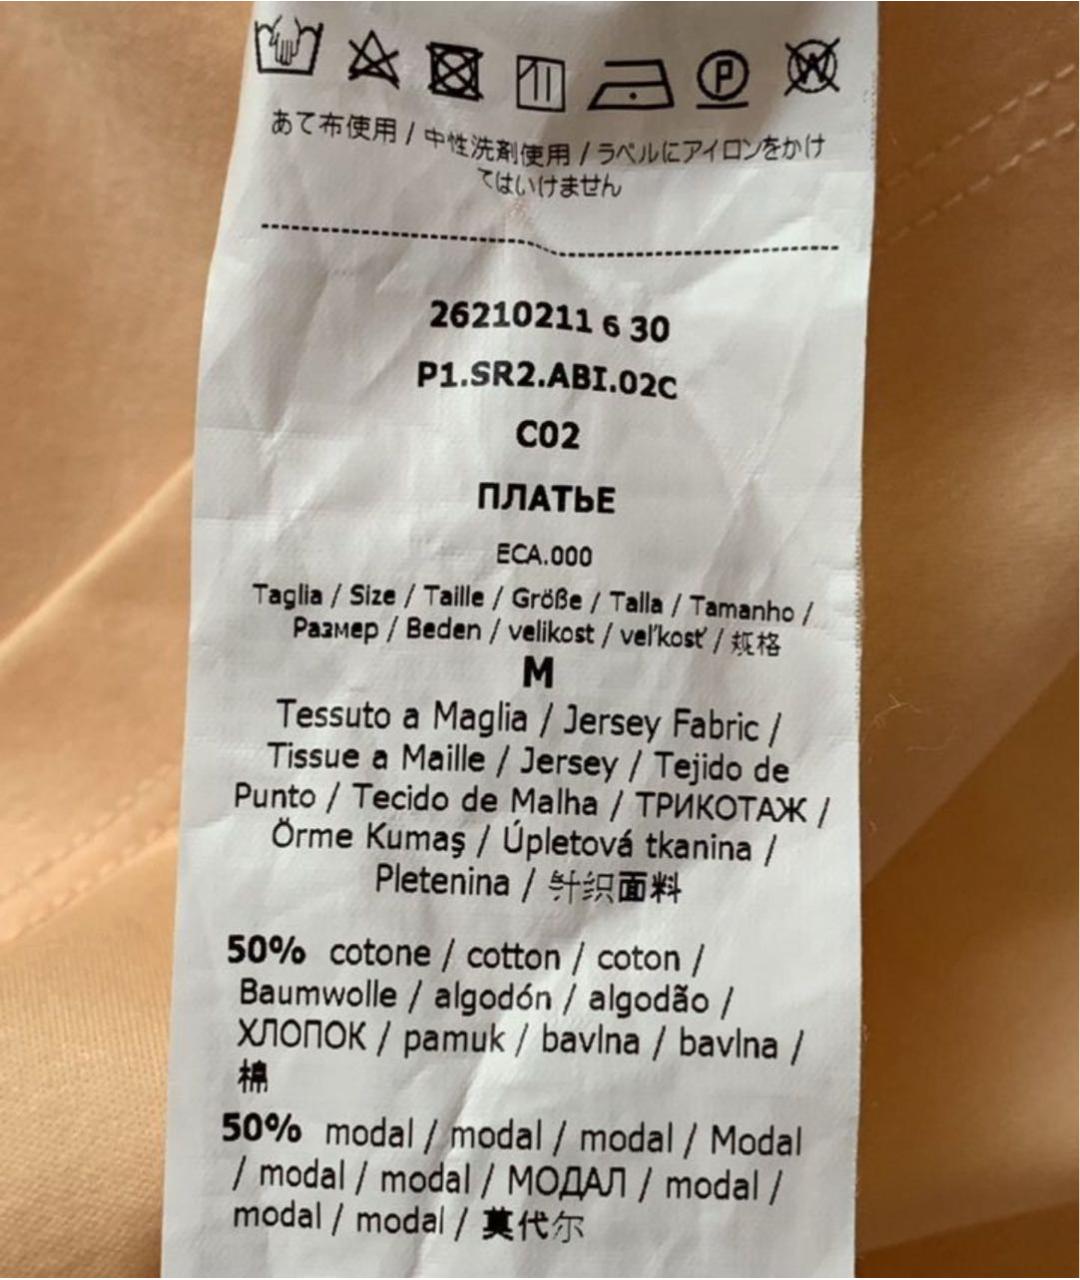 P
W
あて布使用 / 中性洗剤使用 / ラベルにアイロンをかけ
てはいけません
26210211 6 30
P1.SR2.ABI.02C
C02
ПЛАТЬЕ
ECA.000
Taglia / Size / Taille / Größe / Talla / Tamanho /
Размер / Beden / velikost / veľkosť / 规格
M
Tessuto a Maglia / Jersey Fabric /
Tissue a Maille / Jersey / Tejido de
Punto / Tecido de Malha / ТРИКОТАЖ /
Örme Kumaş / Úpletová tkanina /
Pletenina / 针织面料
50% cotone / cotton / coton /
Baumwolle / algodón / algodão /
ХЛОПОК / pamuk / bavlna / bavlna /
棉
50% modal / modal / modal / Modal
/ modal / modal / МОДАЛ / modal /
modal / modal / 莫代尔